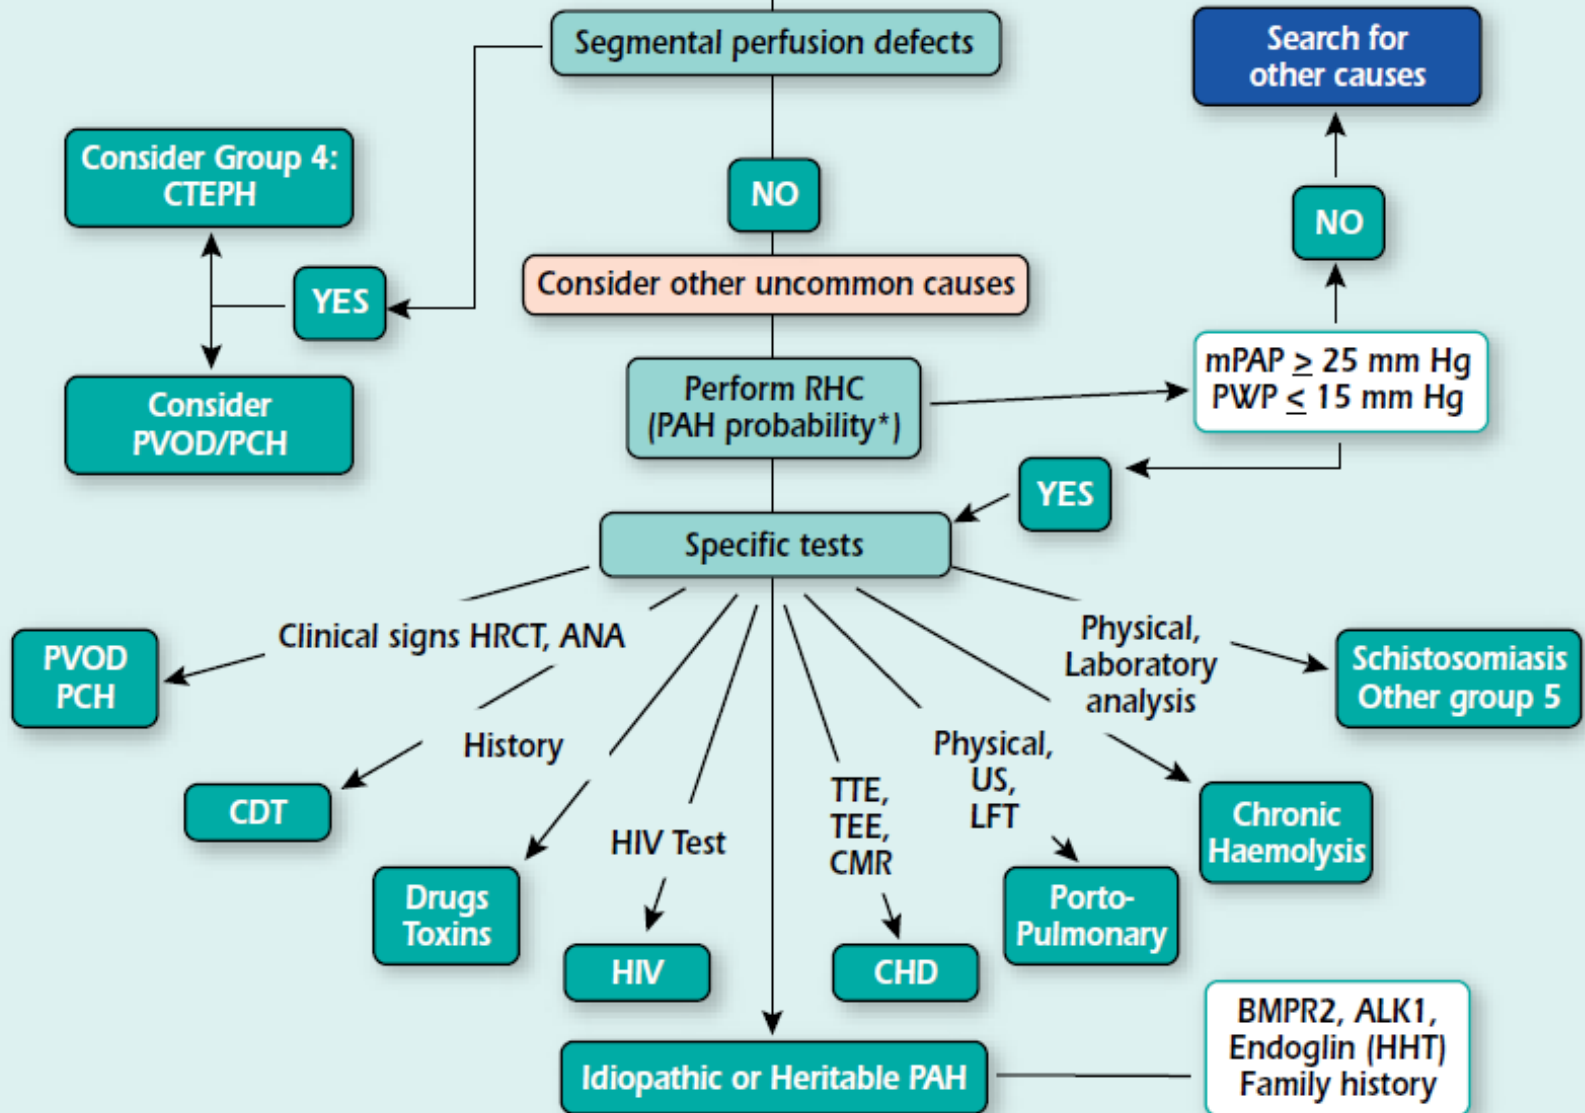 Segmental perfusion defects
Search for
other causes
Consider Group 4:
CTEPH
NO
NO
YES
Consider other uncommon causes
Consider
PVOD/PCH
Perform RHC
(PAH probability*)
mPAP ≥ 25 mm Hg
PWP ≤ 15 mm Hg
YES
Specific tests
Clinical signs HRCT, ANA
Physical,
Laboratory
analysis
PVOD
PCH
Schistosomiasis
Other group 5
History
Physical,
US,
LFT
CDT
TTE,
TEE,
CMR
HIV Test
Chronic
Haemolysis
Drugs
Toxins
Porto-
Pulmonary
HIV
CHD
Idiopathic or Heritable PAH
BMPR2, ALK1,
Endoglin (HHT)
Family history